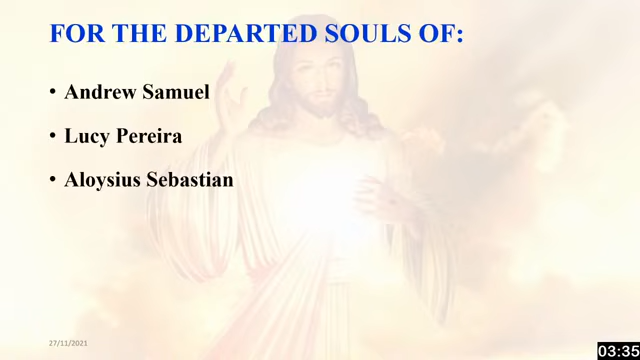 FOR THE DEPARTED SOULS OF:
• Andrew Samuel
• Lucy Pereira
• Aloysius Sebastian
27/11/2021
03:35